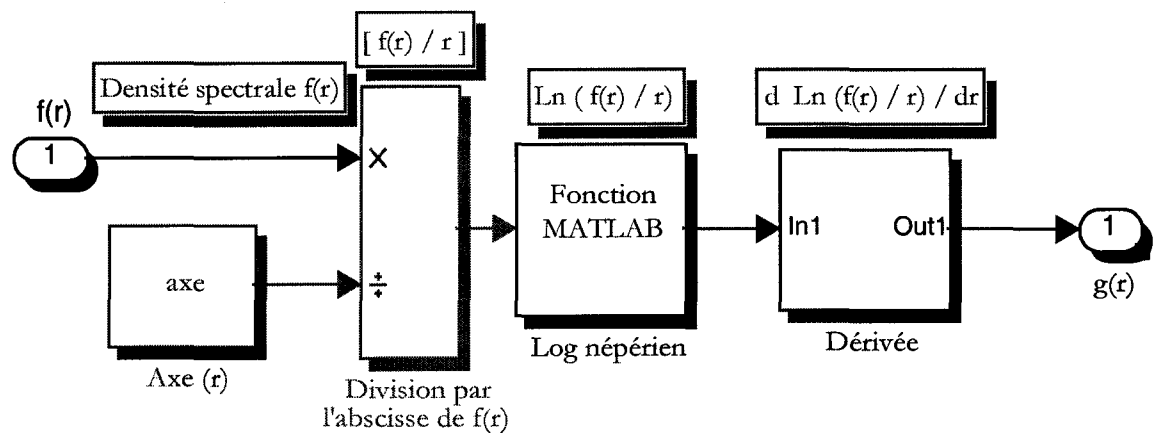 [ f(r) / r ]
Densité spectrale f(r)
Ln ( f(r) / r)
d Ln (f(r) / r) / dr
f(r)
1
×
Fonction
MATLAB
In1
Out1
1
g(r)
axe
÷
Axe (r)
Log népérien
Dérivée
Division par
l'abscisse de f(r)